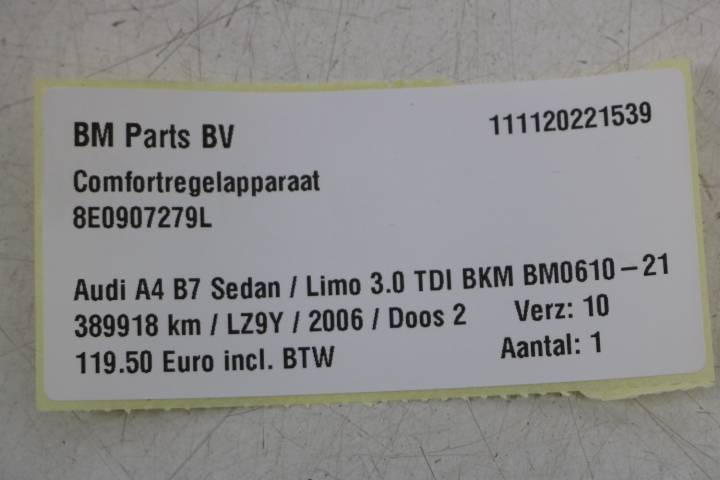 BM Parts BV 111120221539
Comfortregelapparaat
8E0907279L
Audi A4 B7 Sedan / Limo 3.0 TDI BKM BM0610-21
389918 km / LZ9Y / 2006 / Doos 2 Verz: 10
119.50 Euro incl. BTW Aantal: 1